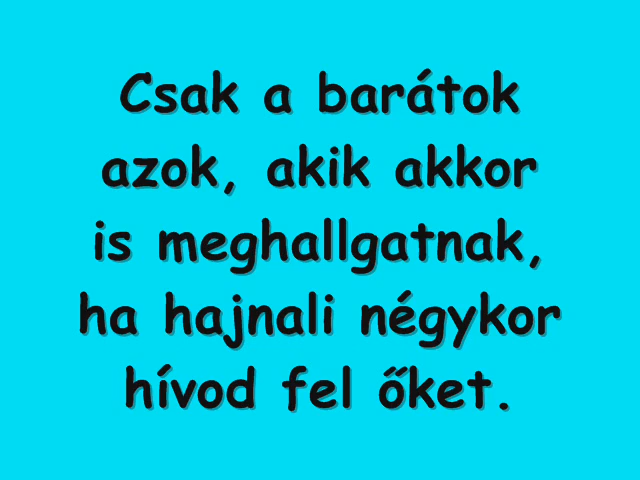 Csak a barátok
azok, akik akkor
is meghallgatnak,
ha hajnali négykor
hívod fel őket.